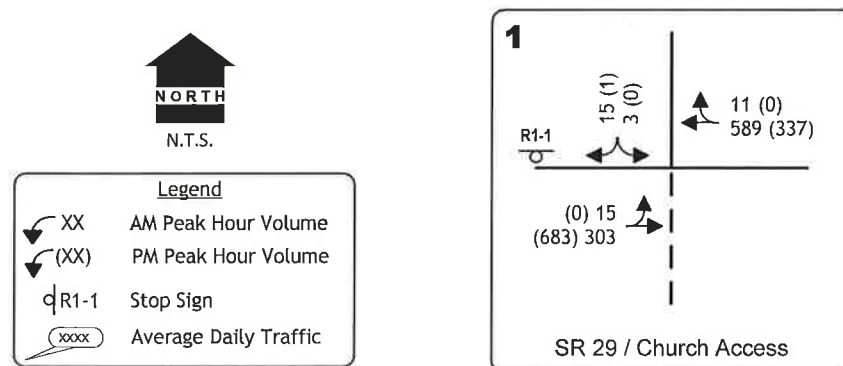 NORTH
N.T.S.
Legend
XX AM Peak Hour Volume
(XX) PM Peak Hour Volume
R1-1 Stop Sign
xxxx Average Daily Traffic
1
15 (1)
3 (0)
11 (0)
589 (337)
R1-1
(0) 15
(683) 303
SR 29 / Church Access